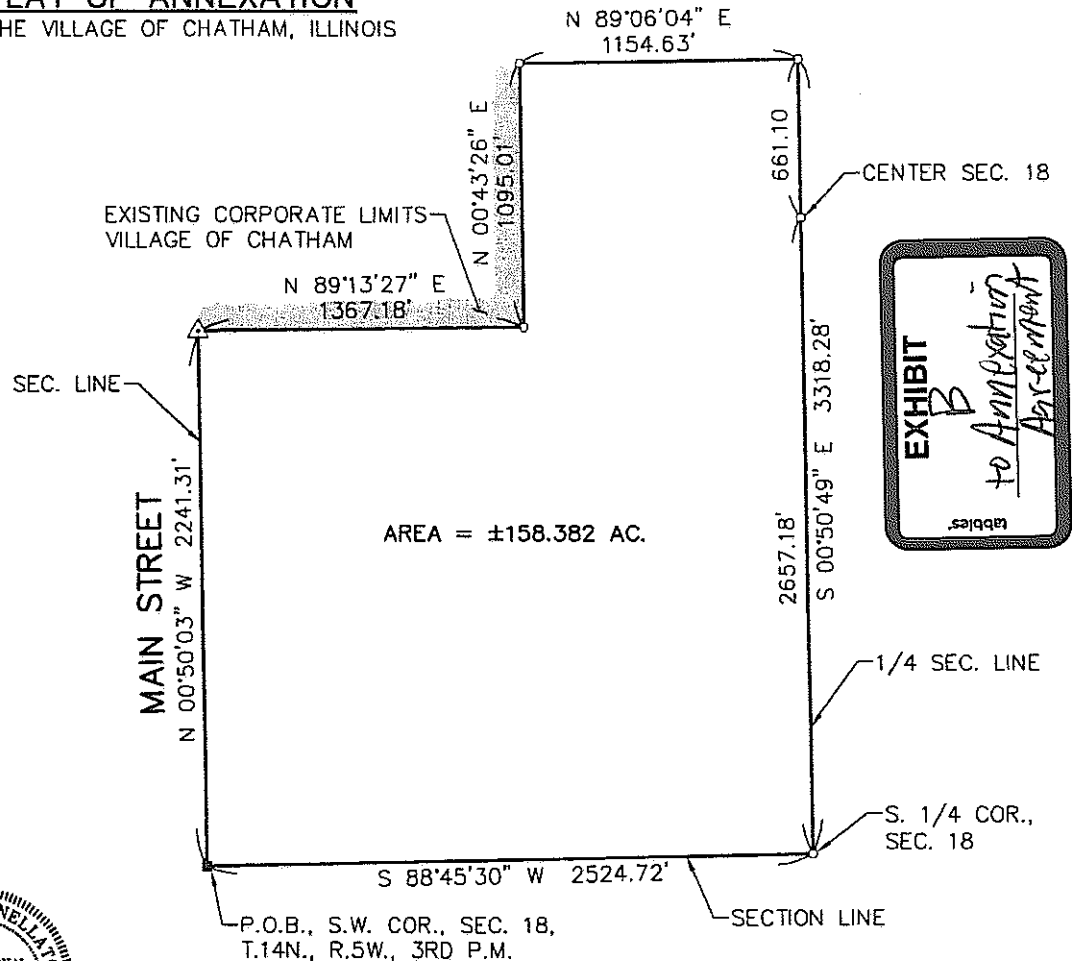 PLAT OF ANNEXATION
THE VILLAGE OF CHATHAM, ILLINOIS
N 89°06'04" E
1154.63'
N 00°43'26" E
1095.01'
661.10
CENTER SEC. 18
EXISTING CORPORATE LIMITS
VILLAGE OF CHATHAM
N 89°13'27" E
1367.18'
SEC. LINE
MAIN STREET
N 00°50'03" W 2241.31'
AREA = ±158.382 AC.
2657.18'
S 00°50'49" E 3318.28'
EXHIBIT
B
to Annexation
Agreement
tabbies'
1/4 SEC. LINE
S. 1/4 COR.,
SEC. 18
S 88°45'30" W 2524.72'
SECTION LINE
P.O.B., S.W. COR., SEC. 18,
T.14N., R.5W., 3RD P.M.